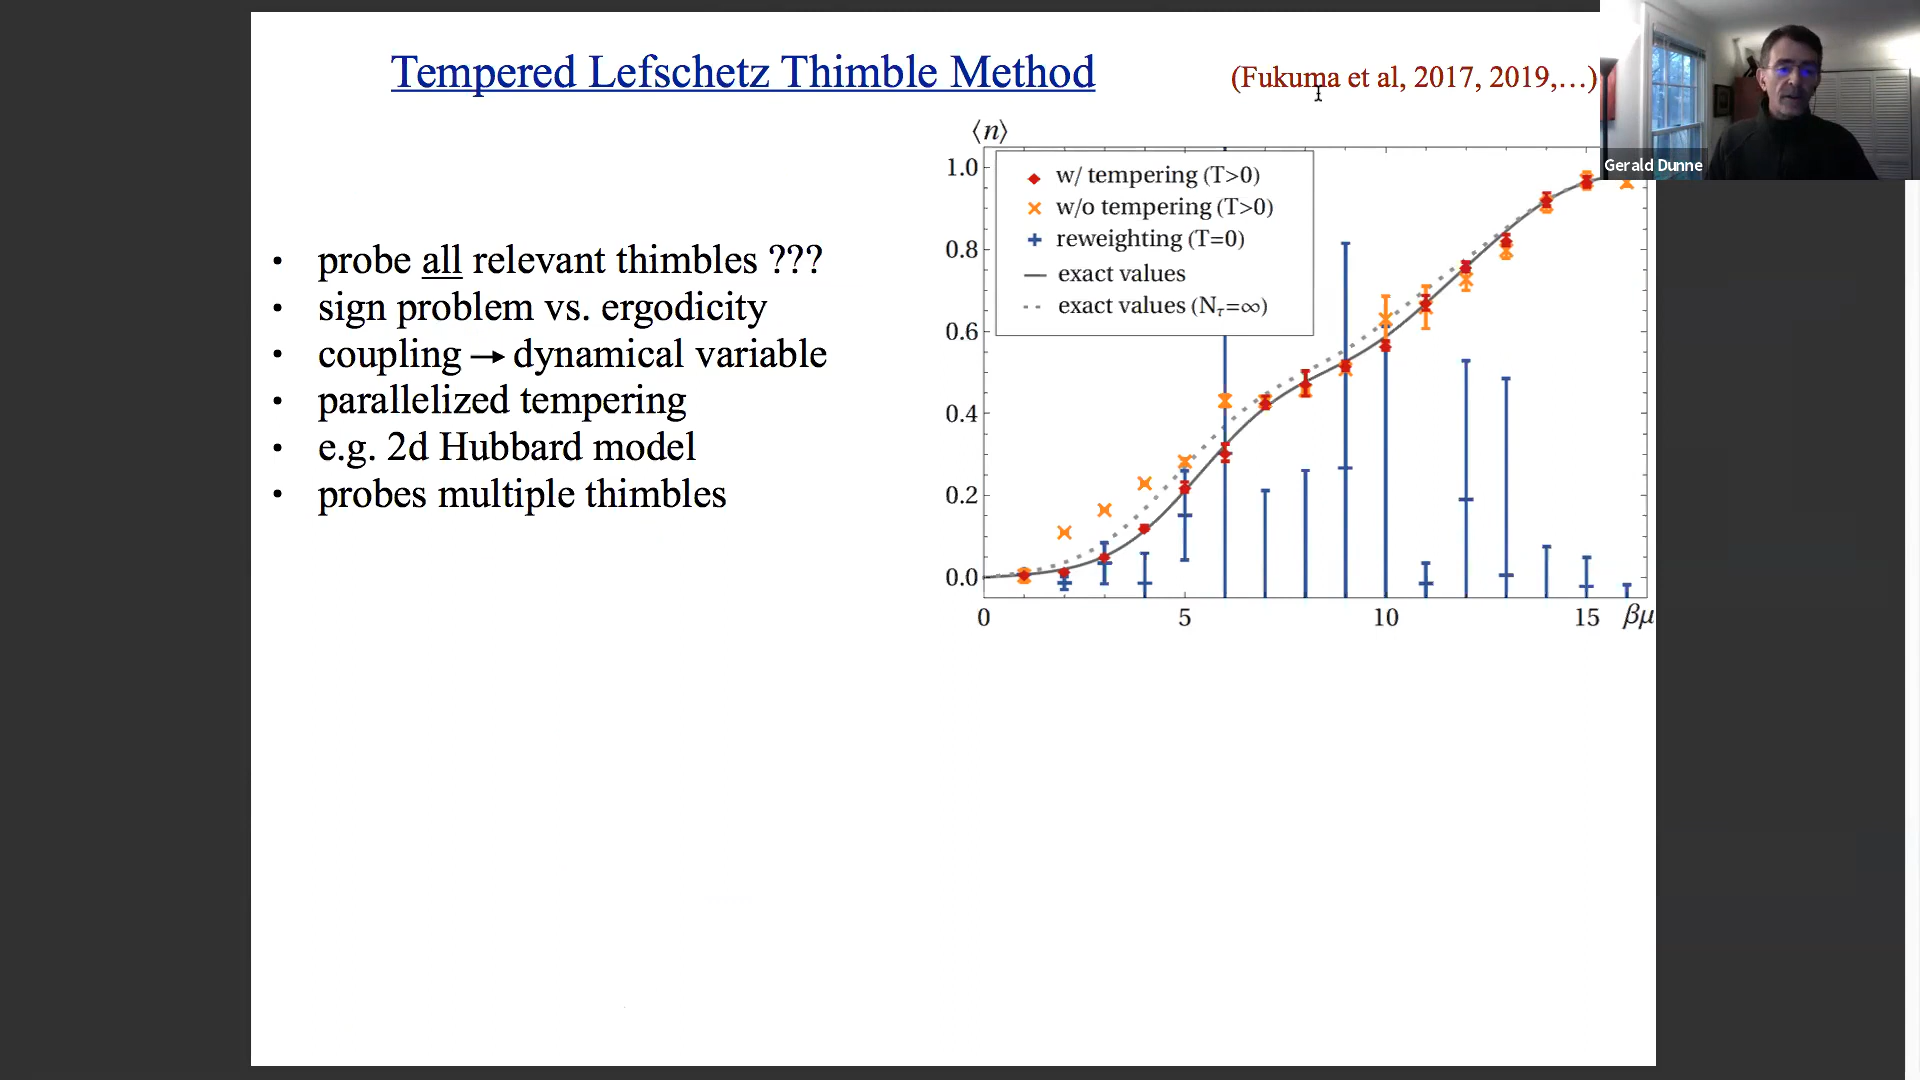 Tempered Lefschetz Thimble Method
(Fukuma et al, 2017, 2019,…)
Gerald Dunne
• probe all relevant thimbles ???
• sign problem vs. ergodicity
• coupling → dynamical variable
• parallelized tempering
• e.g. 2d Hubbard model
• probes multiple thimbles
⟨n⟩
1.0
0.8
0.6
0.4
0.2
0.0
w/ tempering (T>0)
w/o tempering (T>0)
reweighting (T=0)
exact values
exact values (Nτ=∞)
0 5 10 15 βμ